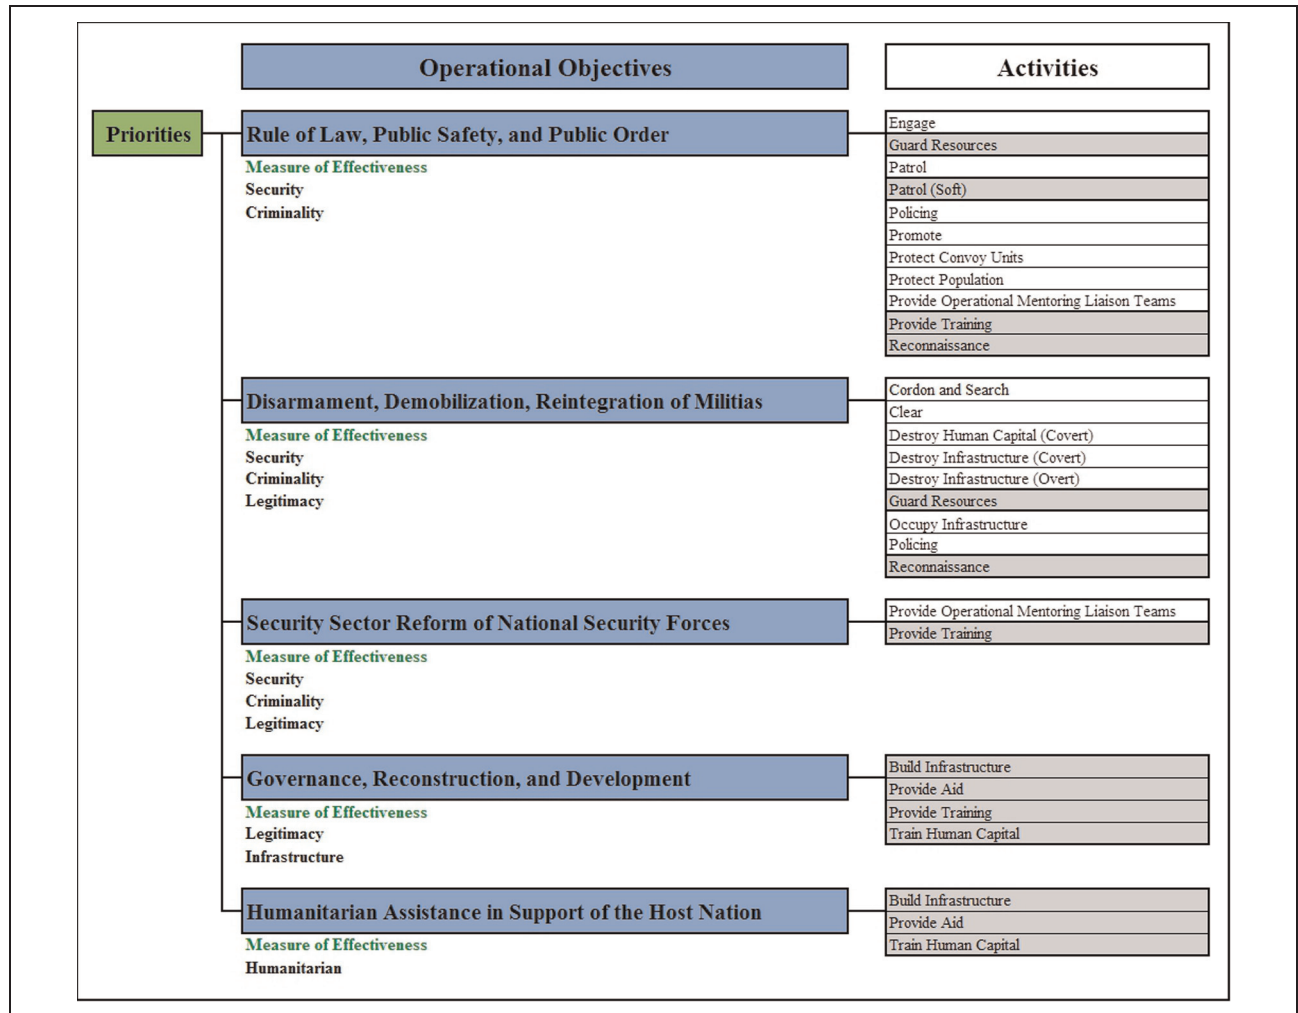 Operational Objectives
Activities
Priorities
Rule of Law, Public Safety, and Public Order
Measure of Effectiveness
Security
Criminality
Engage
Guard Resources
Patrol
Patrol (Soft)
Policing
Promote
Protect Convoy Units
Protect Population
Provide Operational Mentoring Liaison Teams
Provide Training
Reconnaissance
Disarmament, Demobilization, Reintegration of Militias
Measure of Effectiveness
Security
Criminality
Legitimacy
Cordon and Search
Clear
Destroy Human Capital (Covert)
Destroy Infrastructure (Covert)
Destroy Infrastructure (Overt)
Guard Resources
Occupy Infrastructure
Policing
Reconnaissance
Security Sector Reform of National Security Forces
Measure of Effectiveness
Security
Criminality
Legitimacy
Provide Operational Mentoring Liaison Teams
Provide Training
Governance, Reconstruction, and Development
Measure of Effectiveness
Legitimacy
Infrastructure
Build Infrastructure
Provide Aid
Provide Training
Train Human Capital
Humanitarian Assistance in Support of the Host Nation
Measure of Effectiveness
Humanitarian
Build Infrastructure
Provide Aid
Train Human Capital